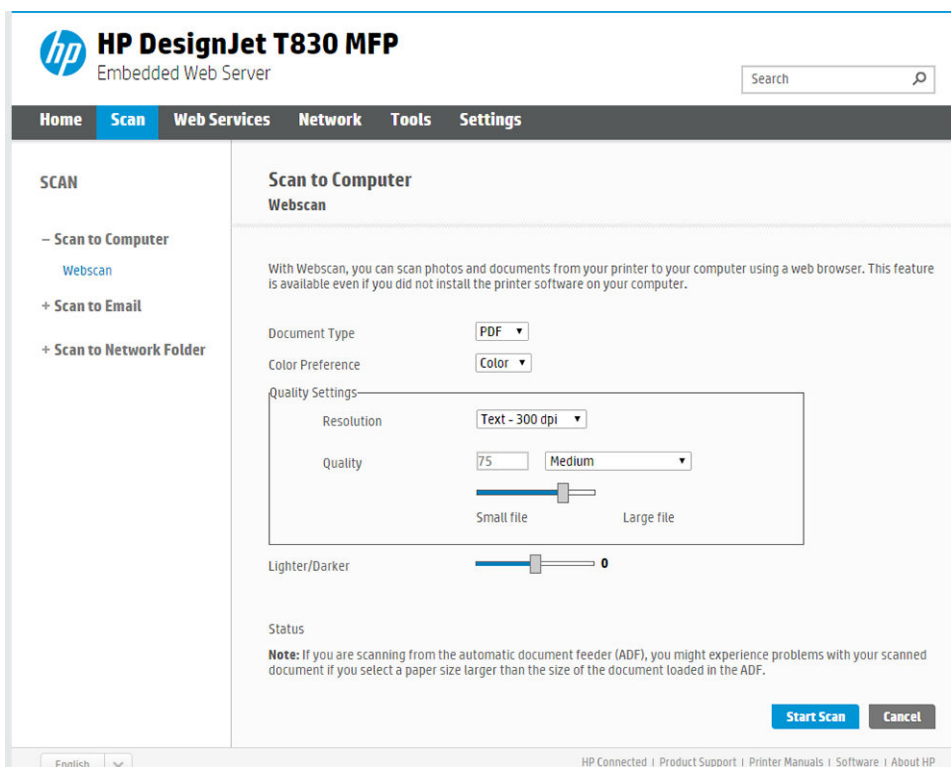 hp
HP DesignJet T830 MFP
Embedded Web Server
Search
Home Scan Web Services Network Tools Settings
SCAN
– Scan to Computer
Webscan
+ Scan to Email
+ Scan to Network Folder
Scan to Computer
Webscan
With Webscan, you can scan photos and documents from your printer to your computer using a web browser. This feature
is available even if you did not install the printer software on your computer.
Document Type PDF
Color Preference Color
Quality Settings
Resolution Text - 300 dpi
Quality 75 Medium
Small file Large file
Lighter/Darker 0
Status
Note: If you are scanning from the automatic document feeder (ADF), you might experience problems with your scanned
document if you select a paper size larger than the size of the document loaded in the ADF.
Start Scan Cancel
English
HP Connected | Product Support | Printer Manuals | Software | About HP